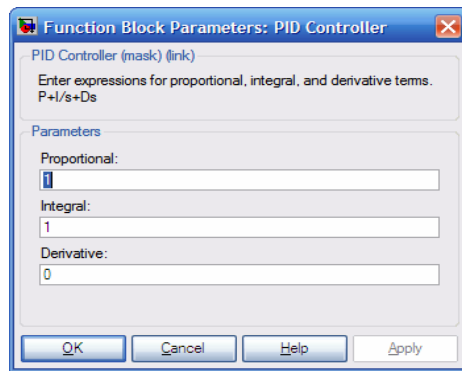 Function Block Parameters: PID Controller
PID Controller (mask) (link)
Enter expressions for proportional, integral, and derivative terms.
P+I/s+Ds
Parameters
Proportional:
1
Integral:
1
Derivative:
0
OK Cancel Help Apply